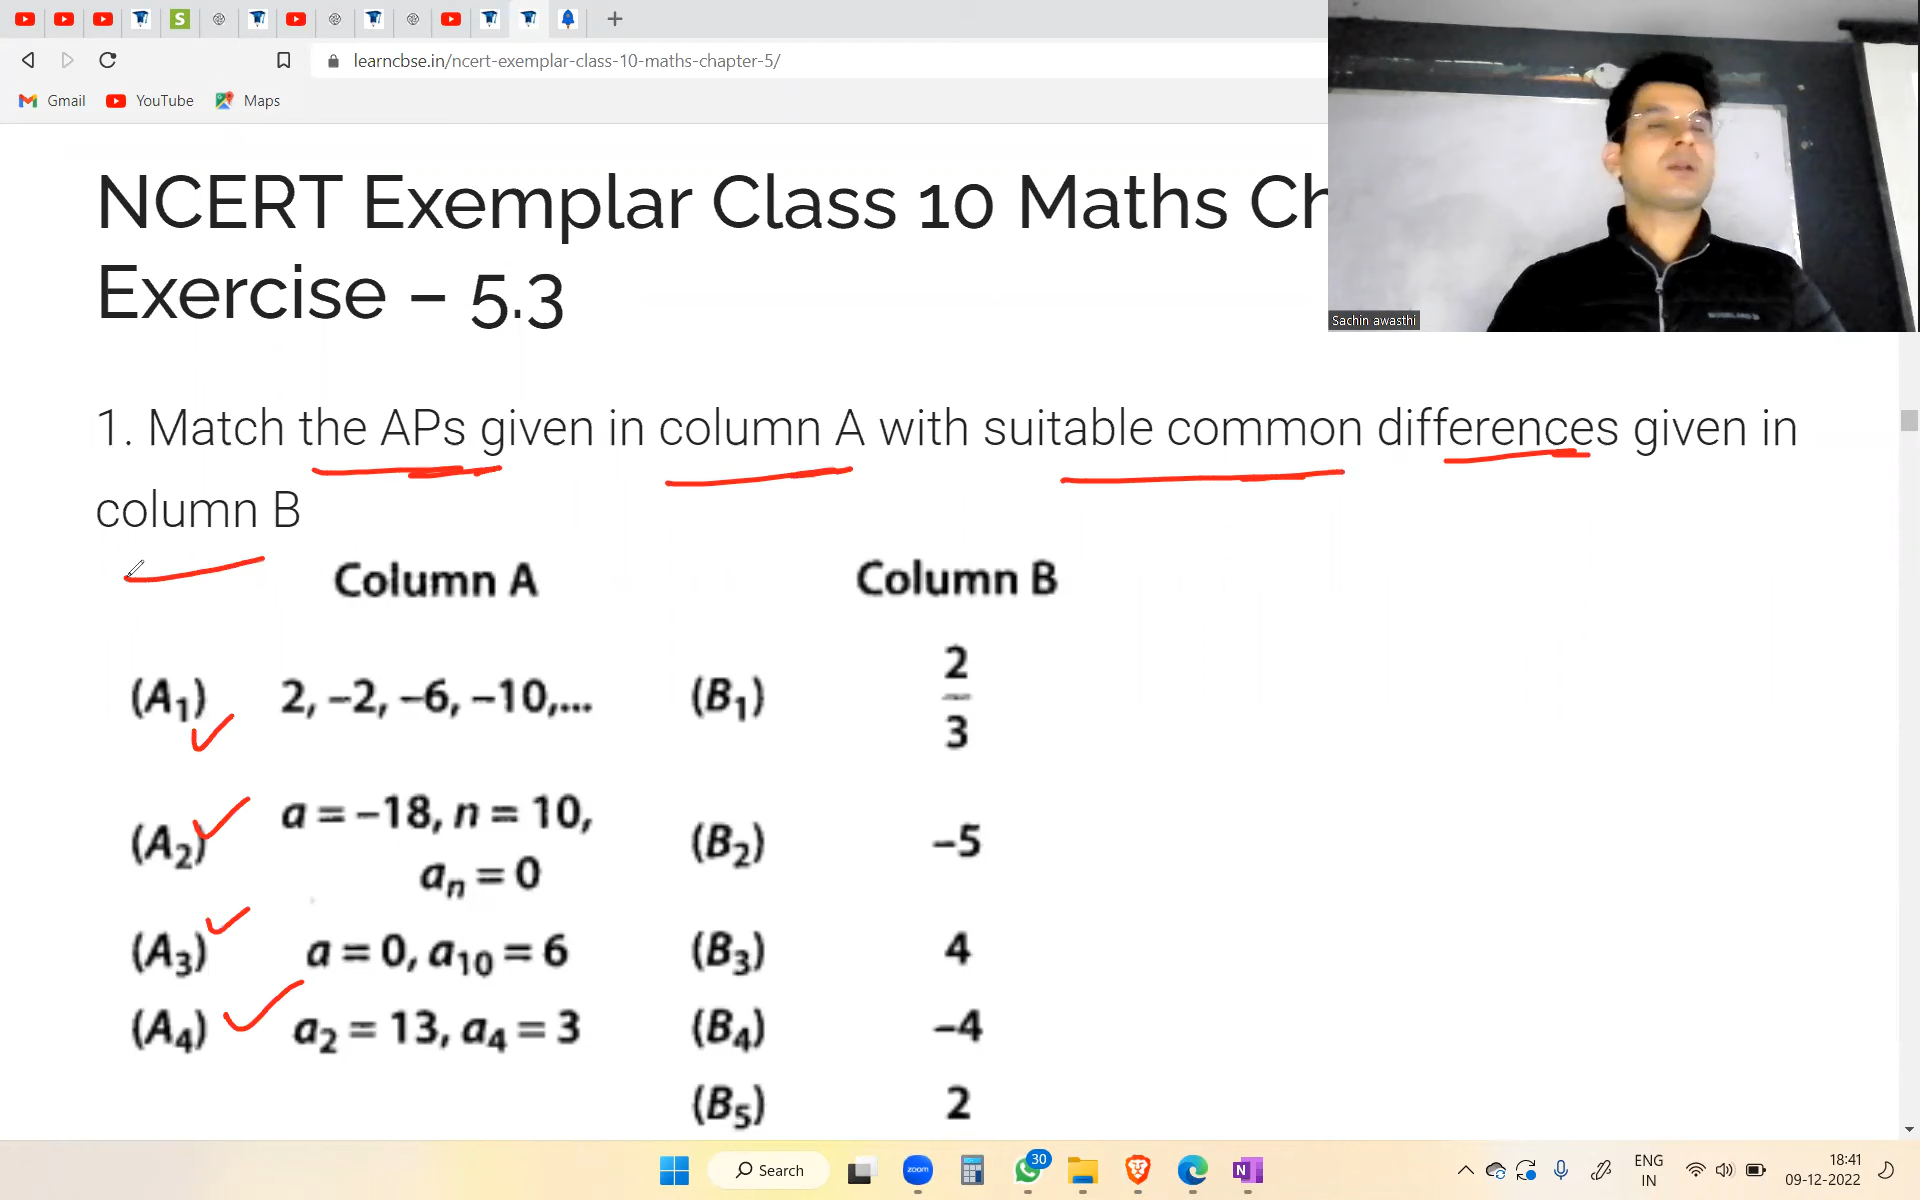 learncbse.in/ncert-exemplar-class-10-maths-chapter-5/
Gmail YouTube Maps
NCERT Exemplar Class 10 Maths Ch
Exercise – 5.3
Sachin awasthi
1. Match the APs given in column A with suitable common differences given in
column B
Column A Column B
(A₁) 2, –2, –6, –10,... (B₁) 2/3
(A₂) a = –18, n = 10, (B₂) –5
aₙ = 0
(A₃) a = 0, a₁₀ = 6 (B₃) 4
(A₄) a₂ = 13, a₄ = 3 (B₄) –4
(B₅) 2
Search zoom 30 N ENG 18:41
IN 09-12-2022